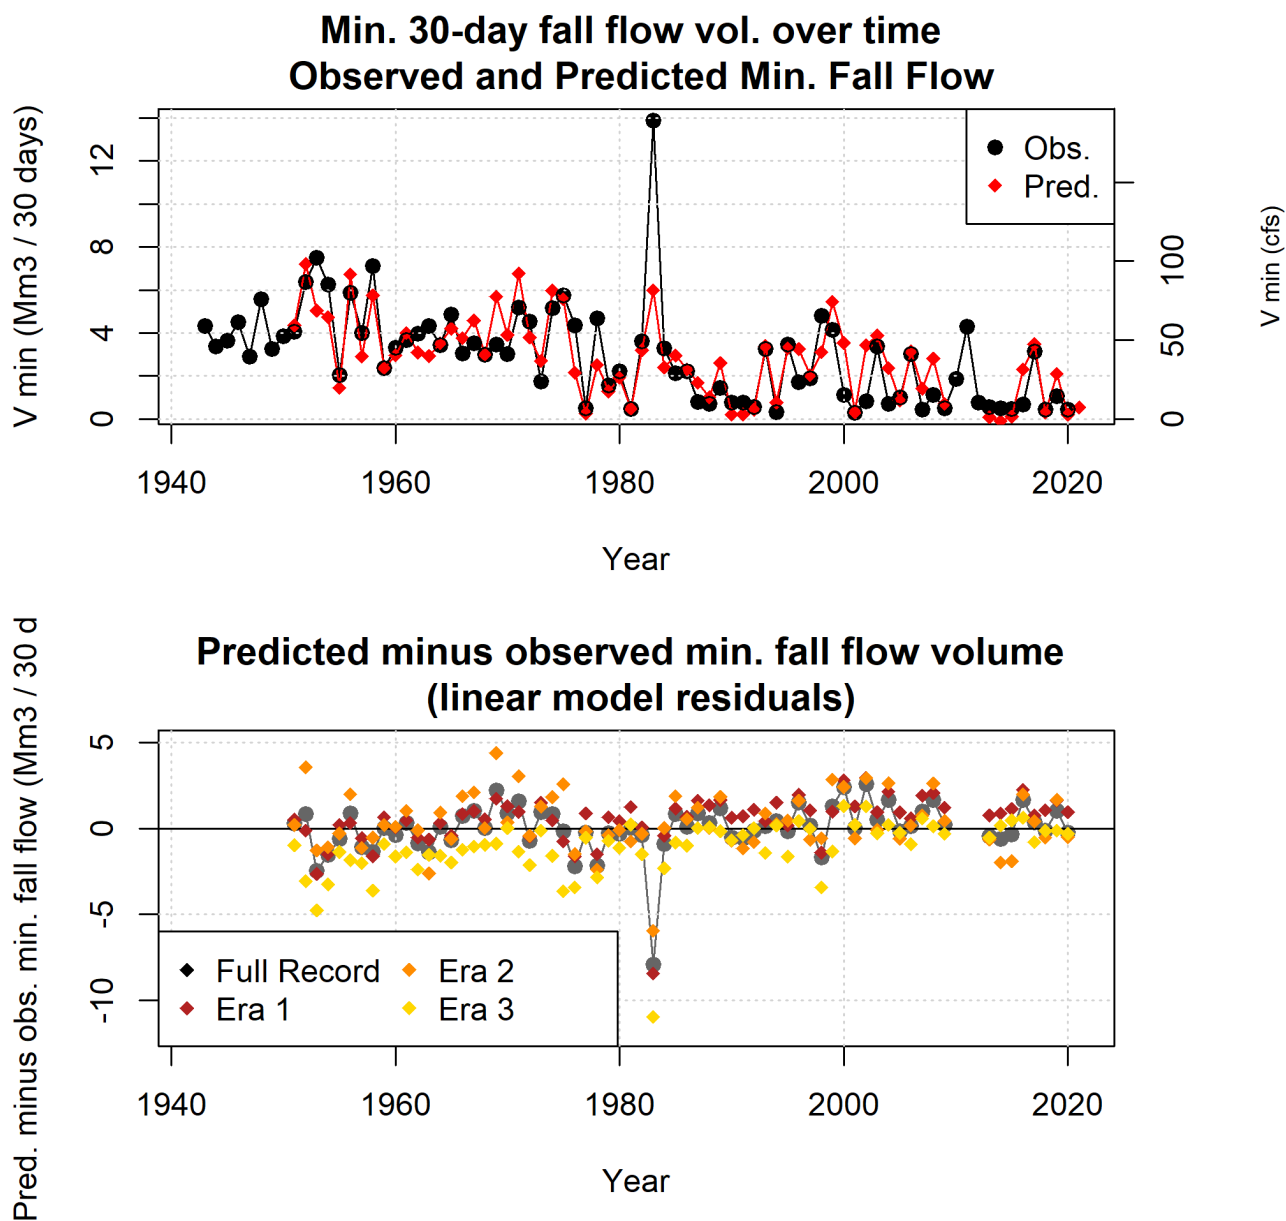 Min. 30-day fall flow vol. over time
Observed and Predicted Min. Fall Flow
V min (Mm3 / 30 days)
12
8
4
0
Obs.
Pred.
100
50
0
V min (cfs)
1940 1960 1980 2000 2020
Year
Predicted minus observed min. fall flow volume
(linear model residuals)
Pred. minus obs. min. fall flow (Mm3 / 30 d
5
0
-5
-10
Full Record Era 2
Era 1 Era 3
1940 1960 1980 2000 2020
Year